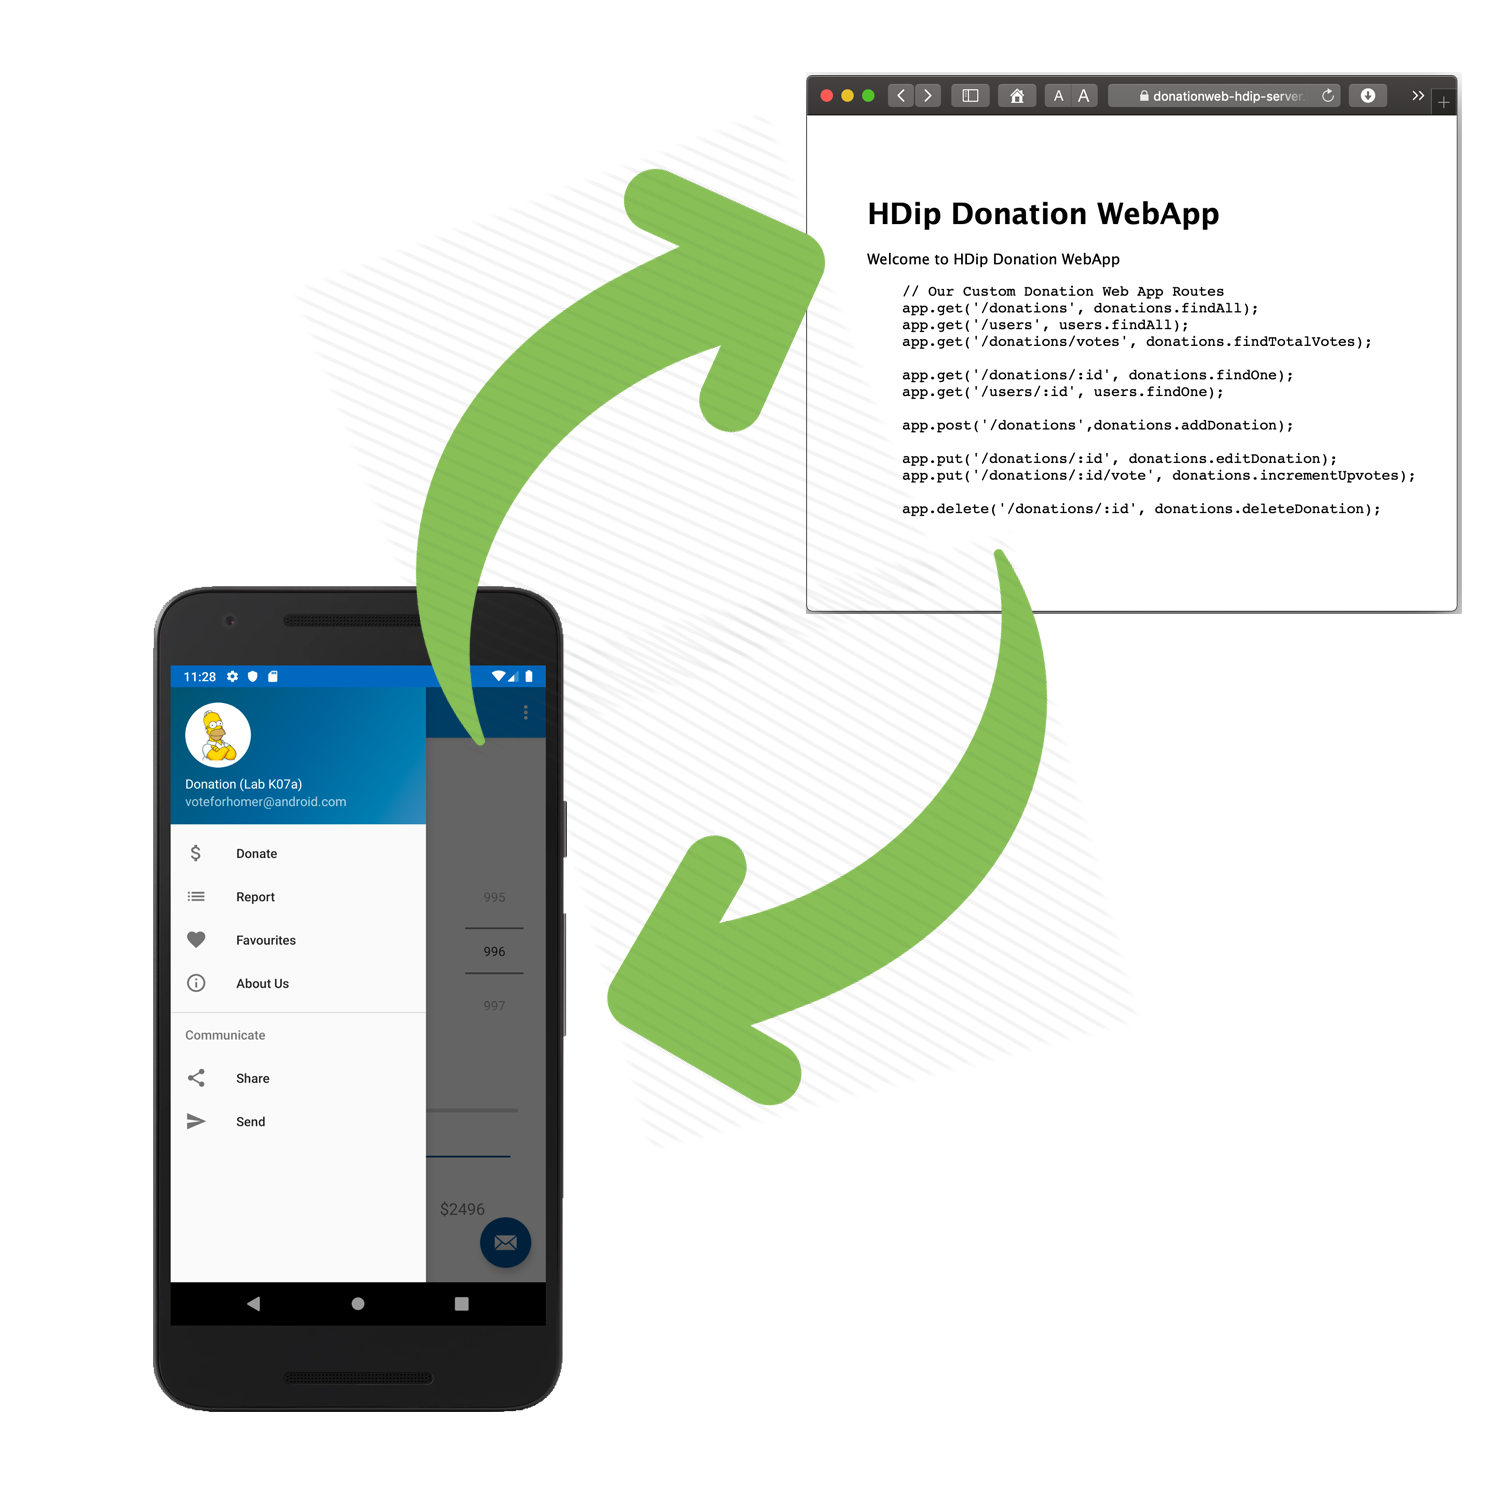 A A donationweb-hdip-server.
HDip Donation WebApp
Welcome to HDip Donation WebApp
// Our Custom Donation Web App Routes
app.get('/donations', donations.findAll);
app.get('/users', users.findAll);
app.get('/donations/votes', donations.findTotalVotes);
app.get('/donations/:id', donations.findOne);
app.get('/users/:id', users.findOne);
app.post('/donations',donations.addDonation);
app.put('/donations/:id', donations.editDonation);
app.put('/donations/:id/vote', donations.incrementUpvotes);
app.delete('/donations/:id', donations.deleteDonation);
11:28
Donation (Lab K07a)
voteforhomer@android.com
Donate
Report
Favourites
About Us
Communicate
Share
Send
995
996
997
$2496